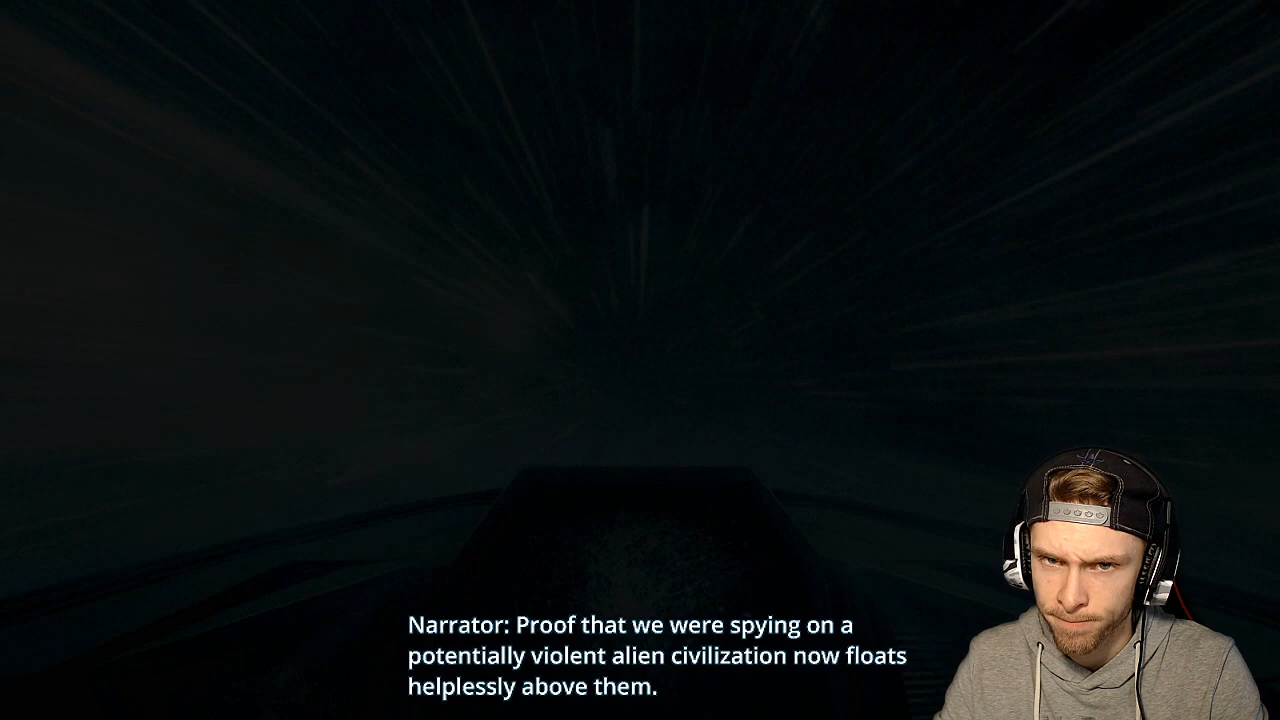 Narrator: Proof that we were spying on a
potentially violent alien civilization now floats
helplessly above them.